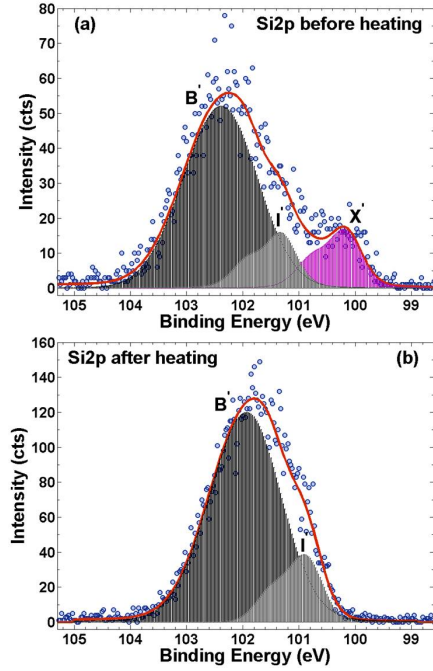 (a) Si2p before heating
80
70
60
50
40
30
20
10
0
Intensity (cts)
B'
I'
X'
105 104 103 102 101 100 99
Binding Energy (eV)
Si2p after heating (b)
160
140
120
100
80
60
40
20
0
Intensity (cts)
B'
I'
105 104 103 102 101 100 99
Binding Energy (eV)